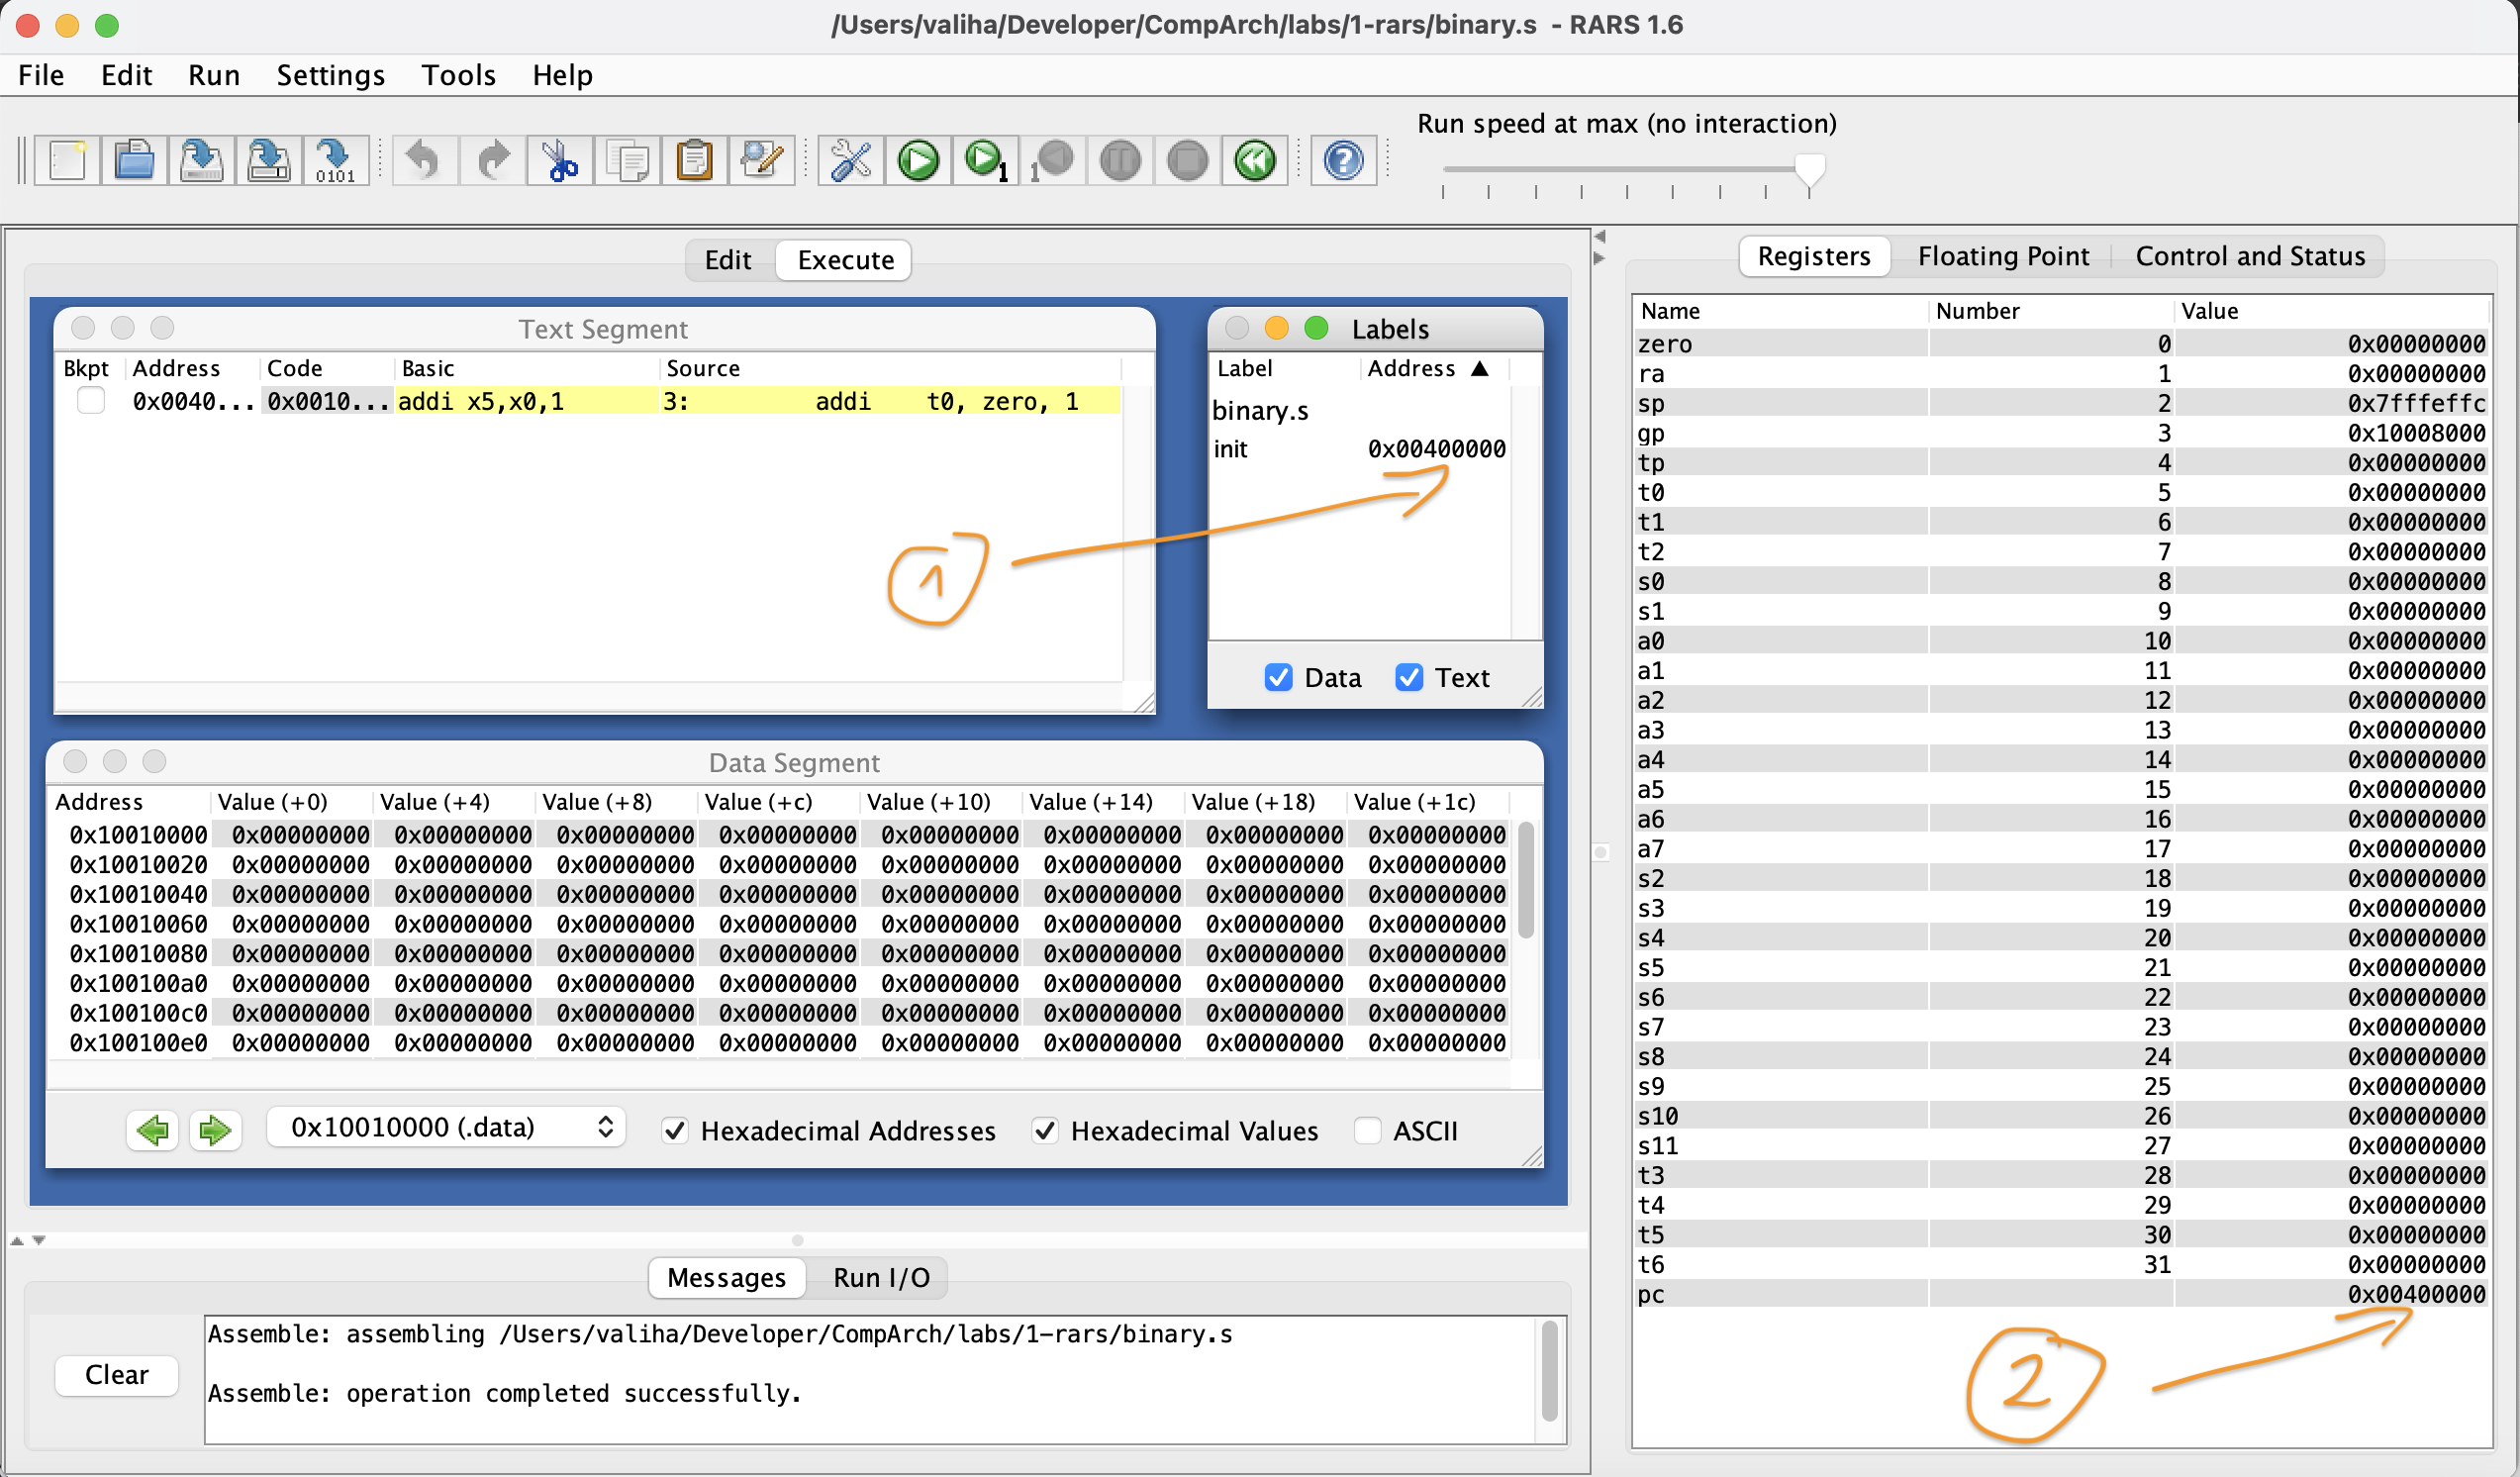 /Users/valiha/Developer/CompArch/labs/1-rars/binary.s - RARS 1.6
File Edit Run Settings Tools Help
Run speed at max (no interaction)
0101 1 1 ?
Edit Execute
Registers Floating Point Control and Status
Text Segment
Bkpt Address Code Basic Source
0x0040... 0x0010... addi x5,x0,1 3: addi t0, zero, 1
Labels
Label Address ▲
binary.s
init 0x00400000
1
Data Text
Data Segment
Address Value (+0) Value (+4) Value (+8) Value (+c) Value (+10) Value (+14) Value (+18) Value (+1c)
0x10010000 0x00000000 0x00000000 0x00000000 0x00000000 0x00000000 0x00000000 0x00000000 0x00000000
0x10010020 0x00000000 0x00000000 0x00000000 0x00000000 0x00000000 0x00000000 0x00000000 0x00000000
0x10010040 0x00000000 0x00000000 0x00000000 0x00000000 0x00000000 0x00000000 0x00000000 0x00000000
0x10010060 0x00000000 0x00000000 0x00000000 0x00000000 0x00000000 0x00000000 0x00000000 0x00000000
0x10010080 0x00000000 0x00000000 0x00000000 0x00000000 0x00000000 0x00000000 0x00000000 0x00000000
0x100100a0 0x00000000 0x00000000 0x00000000 0x00000000 0x00000000 0x00000000 0x00000000 0x00000000
0x100100c0 0x00000000 0x00000000 0x00000000 0x00000000 0x00000000 0x00000000 0x00000000 0x00000000
0x100100e0 0x00000000 0x00000000 0x00000000 0x00000000 0x00000000 0x00000000 0x00000000 0x00000000
0x10010000 (.data) Hexadecimal Addresses Hexadecimal Values ASCII
Messages Run I/O
Clear
Assemble: assembling /Users/valiha/Developer/CompArch/labs/1-rars/binary.s
Assemble: operation completed successfully.
Name Number Value
zero 0 0x00000000
ra 1 0x00000000
sp 2 0x7fffeffc
gp 3 0x10008000
tp 4 0x00000000
t0 5 0x00000000
t1 6 0x00000000
t2 7 0x00000000
s0 8 0x00000000
s1 9 0x00000000
a0 10 0x00000000
a1 11 0x00000000
a2 12 0x00000000
a3 13 0x00000000
a4 14 0x00000000
a5 15 0x00000000
a6 16 0x00000000
a7 17 0x00000000
s2 18 0x00000000
s3 19 0x00000000
s4 20 0x00000000
s5 21 0x00000000
s6 22 0x00000000
s7 23 0x00000000
s8 24 0x00000000
s9 25 0x00000000
s10 26 0x00000000
s11 27 0x00000000
t3 28 0x00000000
t4 29 0x00000000
t5 30 0x00000000
t6 31 0x00000000
pc 0x00400000
2